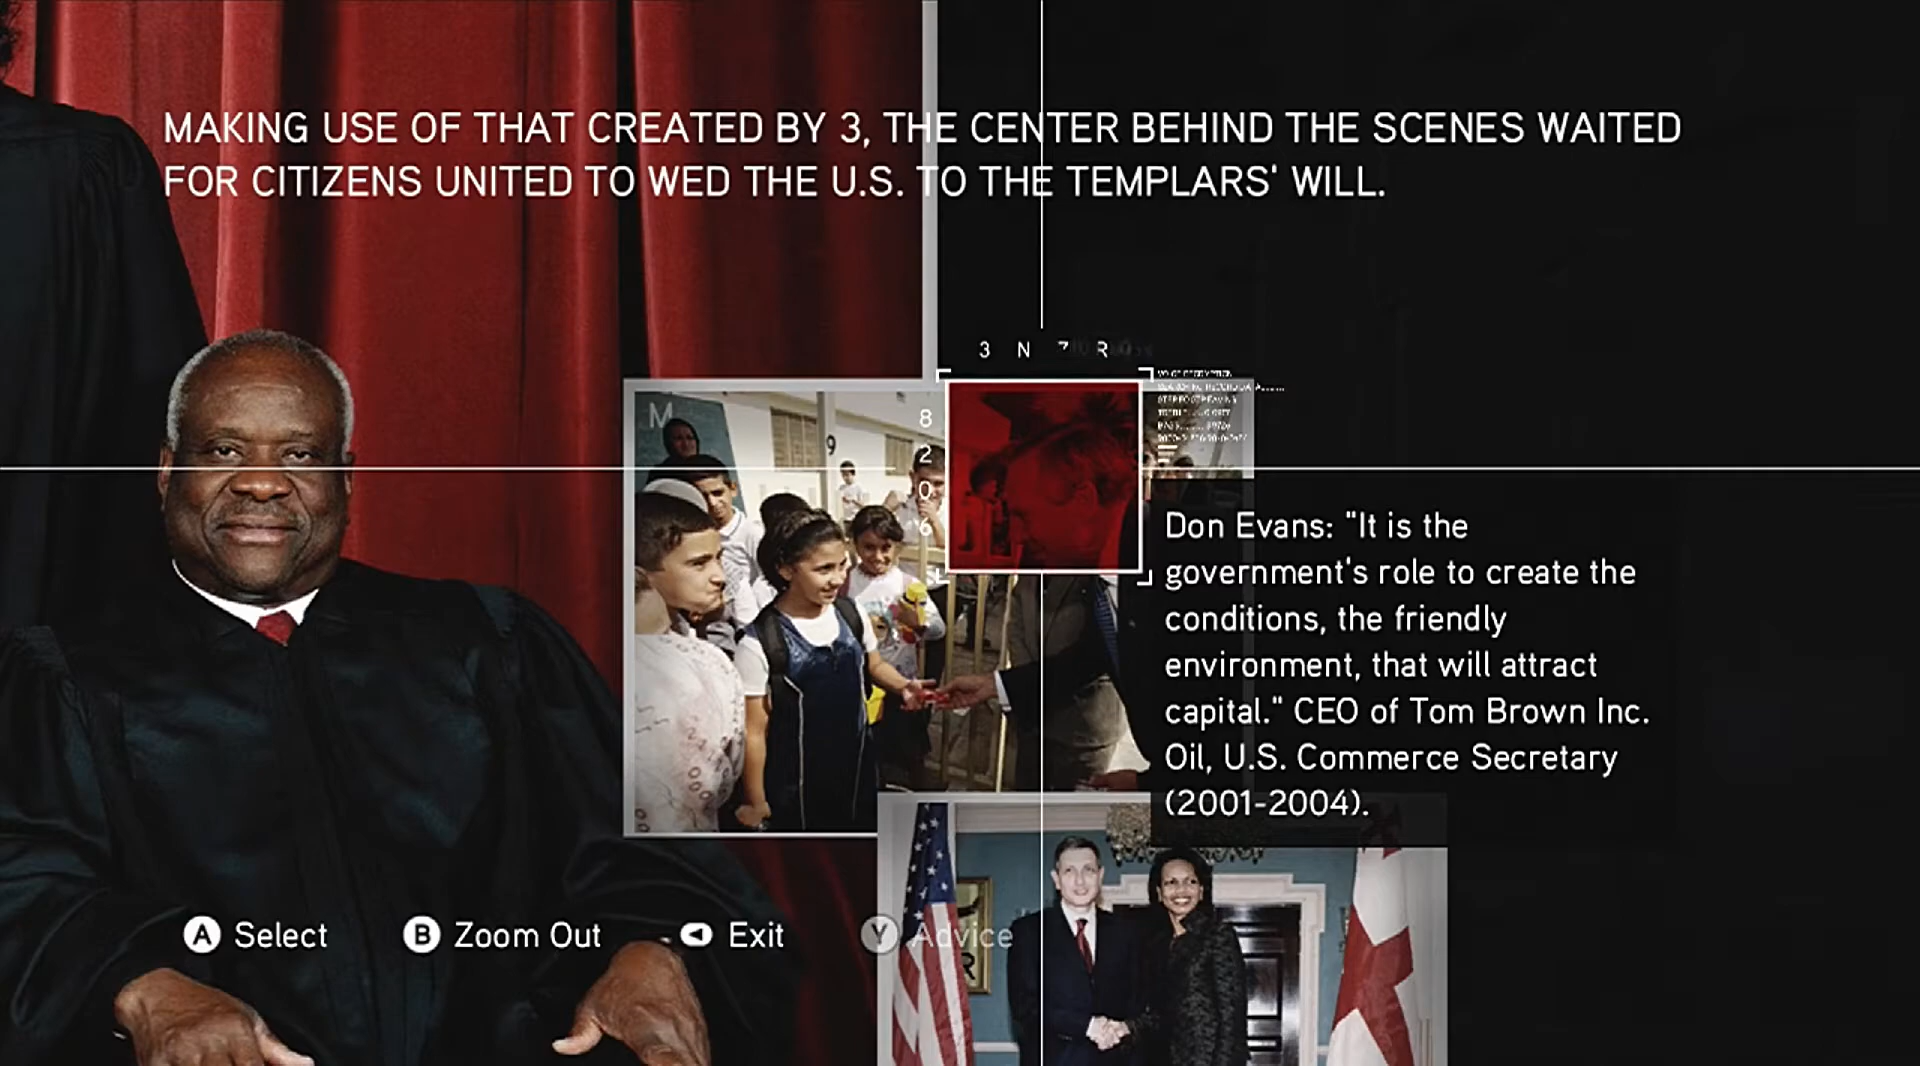 MAKING USE OF THAT CREATED BY 3, THE CENTER BEHIND THE SCENES WAITED
FOR CITIZENS UNITED TO WED THE U.S. TO THE TEMPLARS' WILL.
3 N Z R
M
9
8
2
0
6
Don Evans: "It is the
government's role to create the
conditions, the friendly
environment, that will attract
capital." CEO of Tom Brown Inc.
Oil, U.S. Commerce Secretary
(2001-2004).
A Select
B Zoom Out
Exit
Y Advice
R